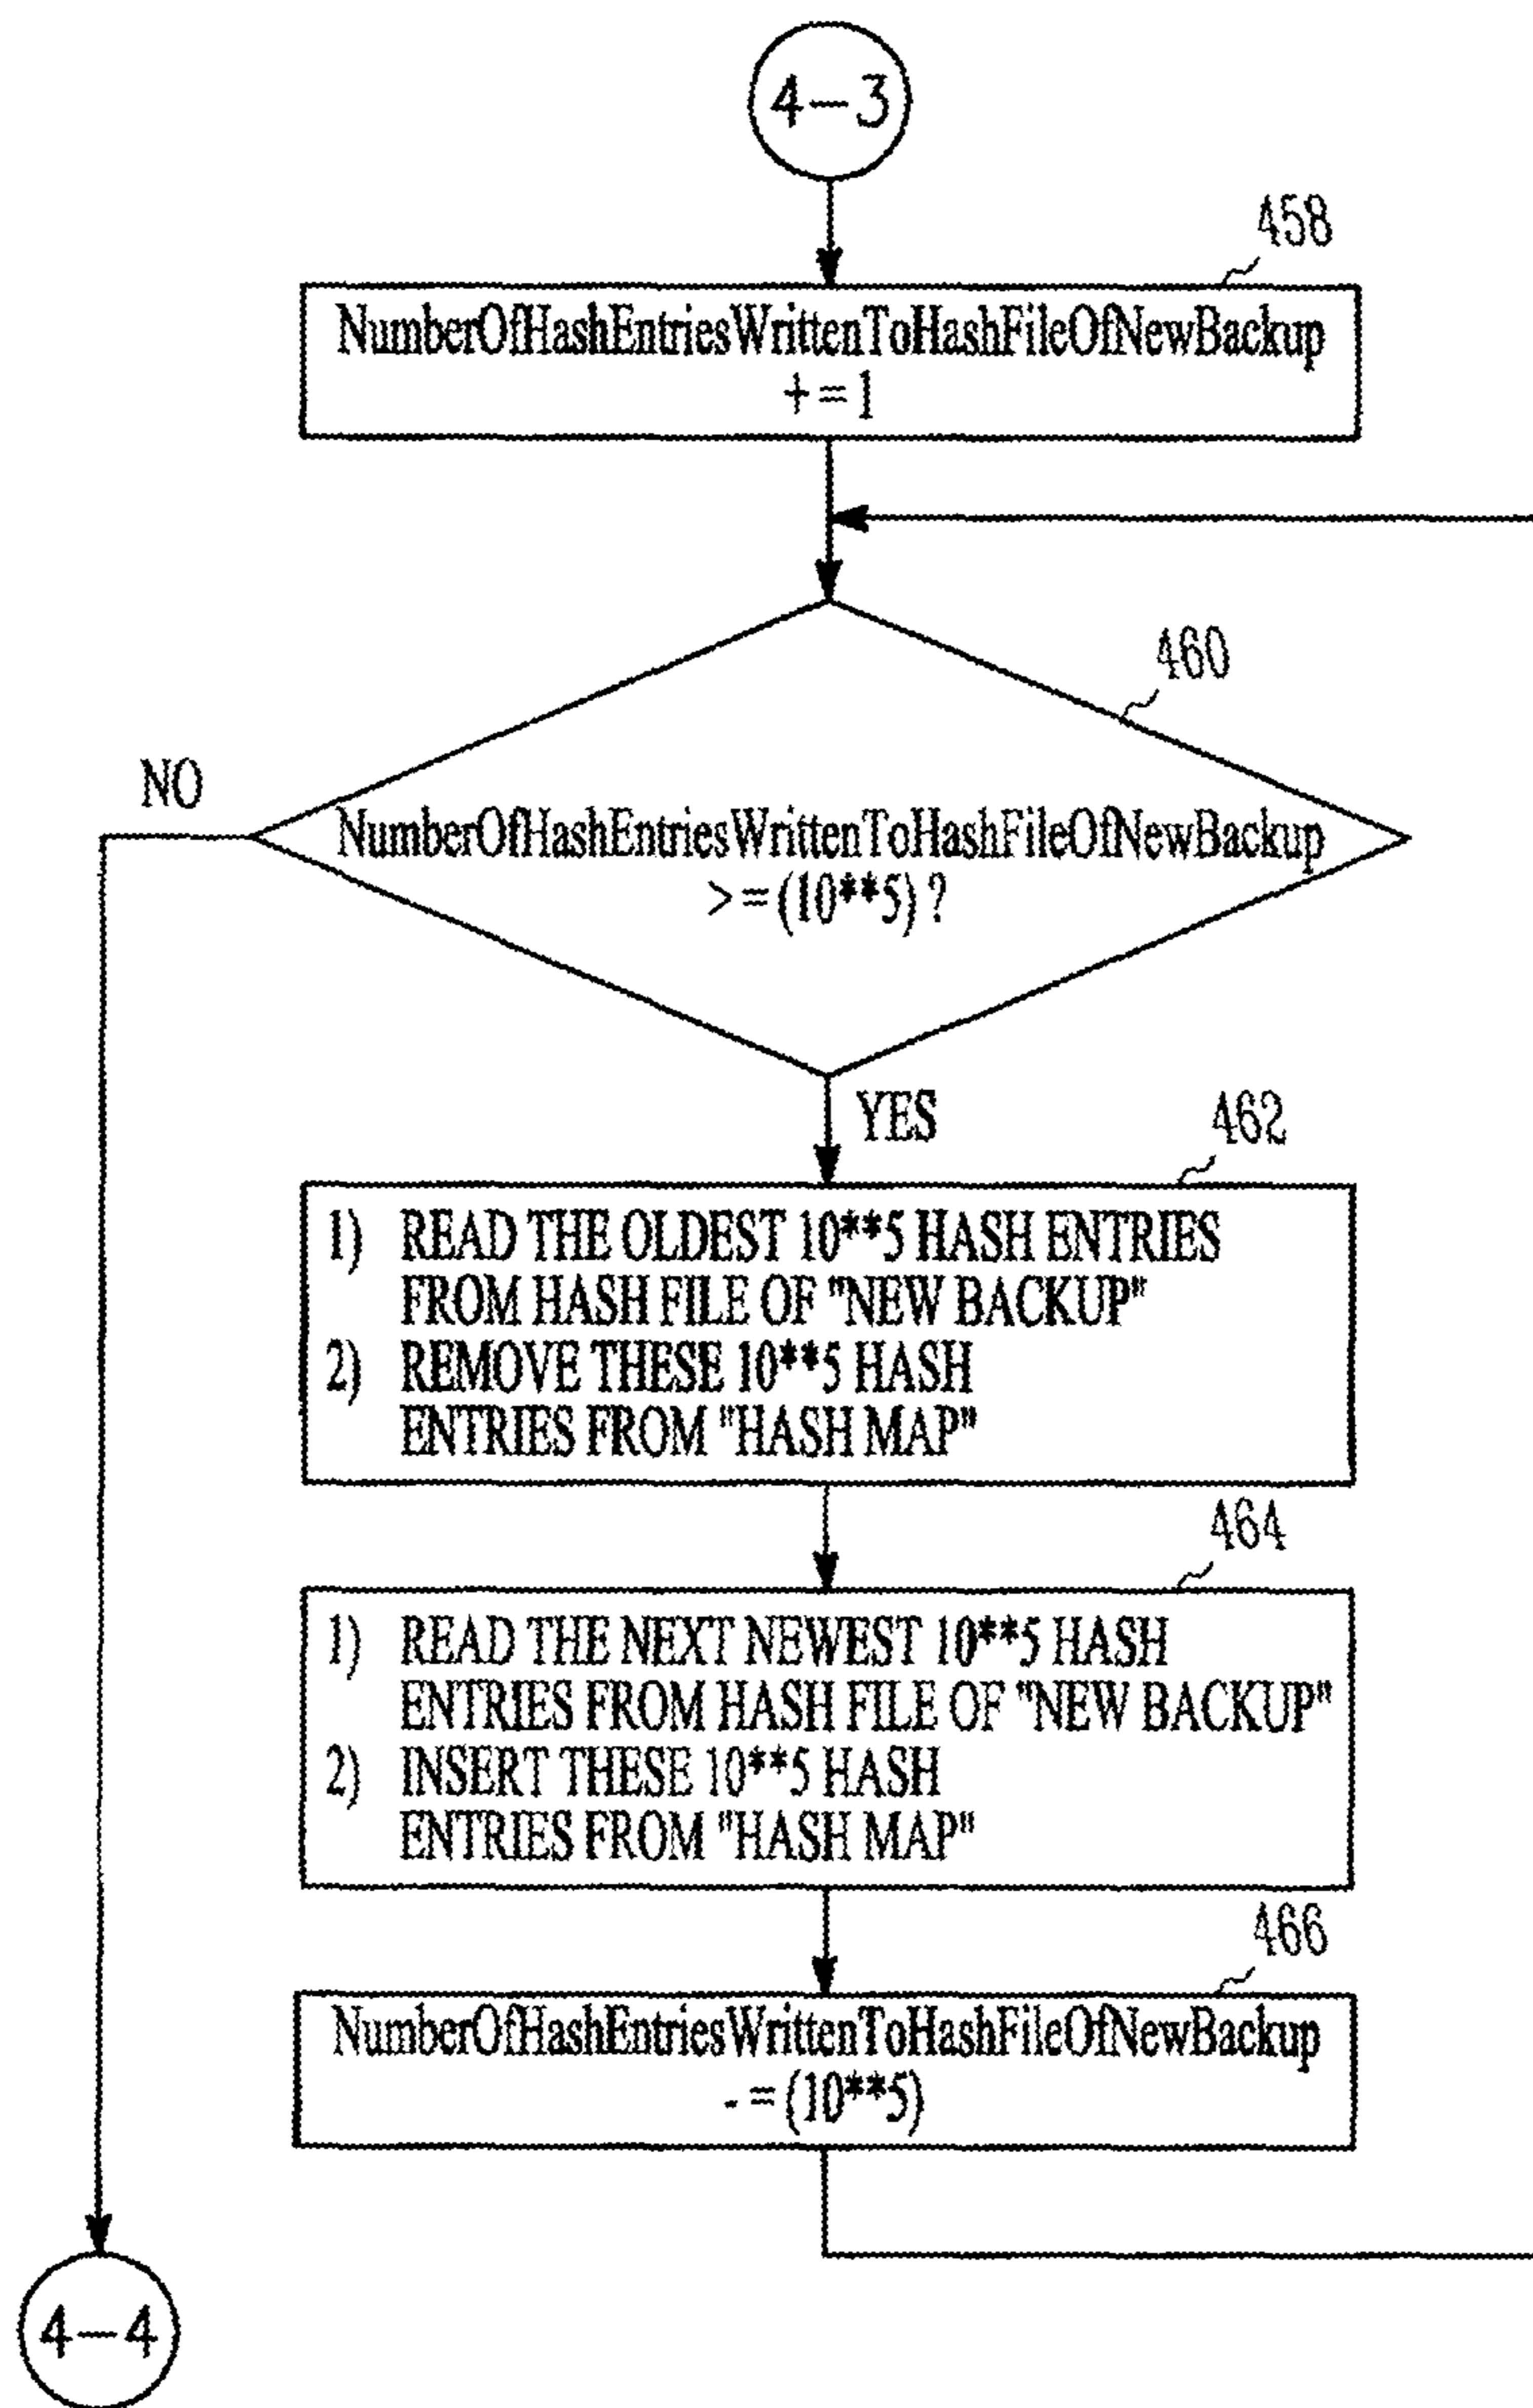 4-3
458
NumberOfHashEntriesWrittenToHashFileOfNewBackup
+=1
460
NO
NumberOfHashEntriesWrittenToHashFileOfNewBackup
>=(10**5)?
YES
462
1) READ THE OLDEST 10**5 HASH ENTRIES
FROM HASH FILE OF "NEW BACKUP"
2) REMOVE THESE 10**5 HASH
ENTRIES FROM "HASH MAP"
464
1) READ THE NEXT NEWEST 10**5 HASH
ENTRIES FROM HASH FILE OF "NEW BACKUP"
2) INSERT THESE 10**5 HASH
ENTRIES FROM "HASH MAP"
466
NumberOfHashEntriesWrittenToHashFileOfNewBackup
-=(10**5)
4-4